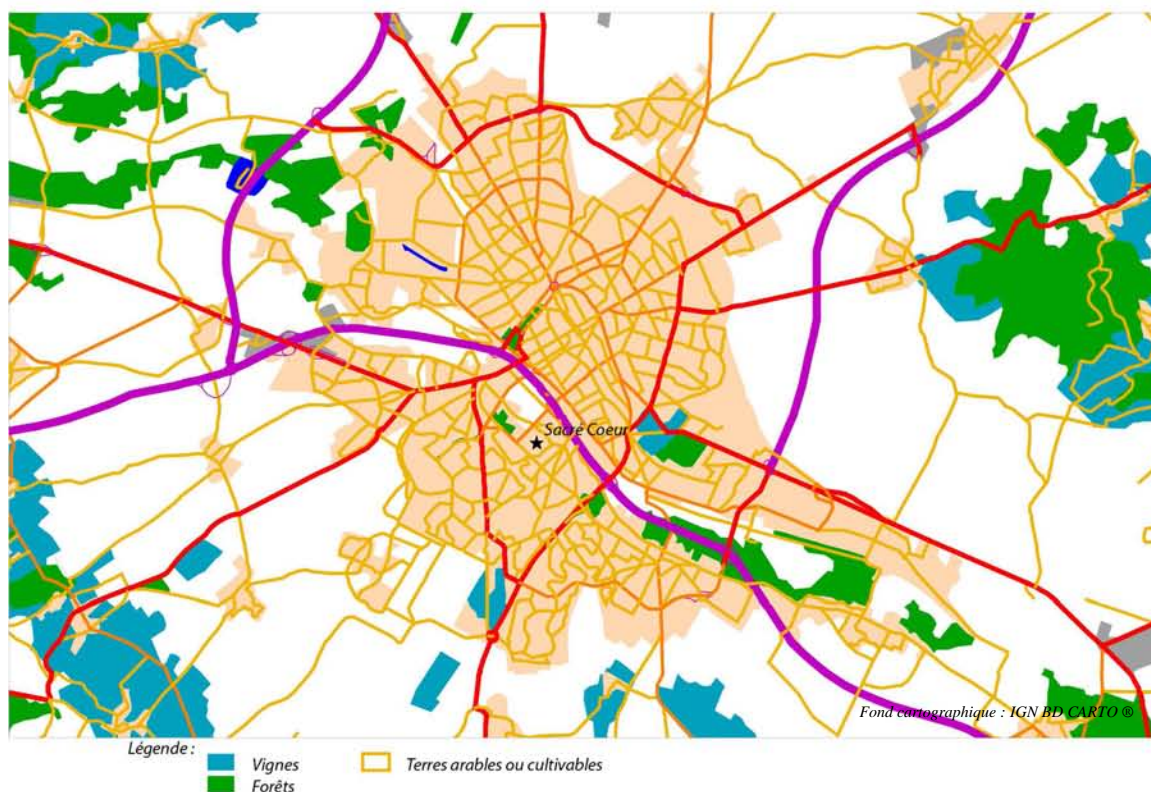 Sacré Coeur
Fond cartographique : IGN BD CARTO ®
Légende :
Vignes
Terres arables ou cultivables
Forêts